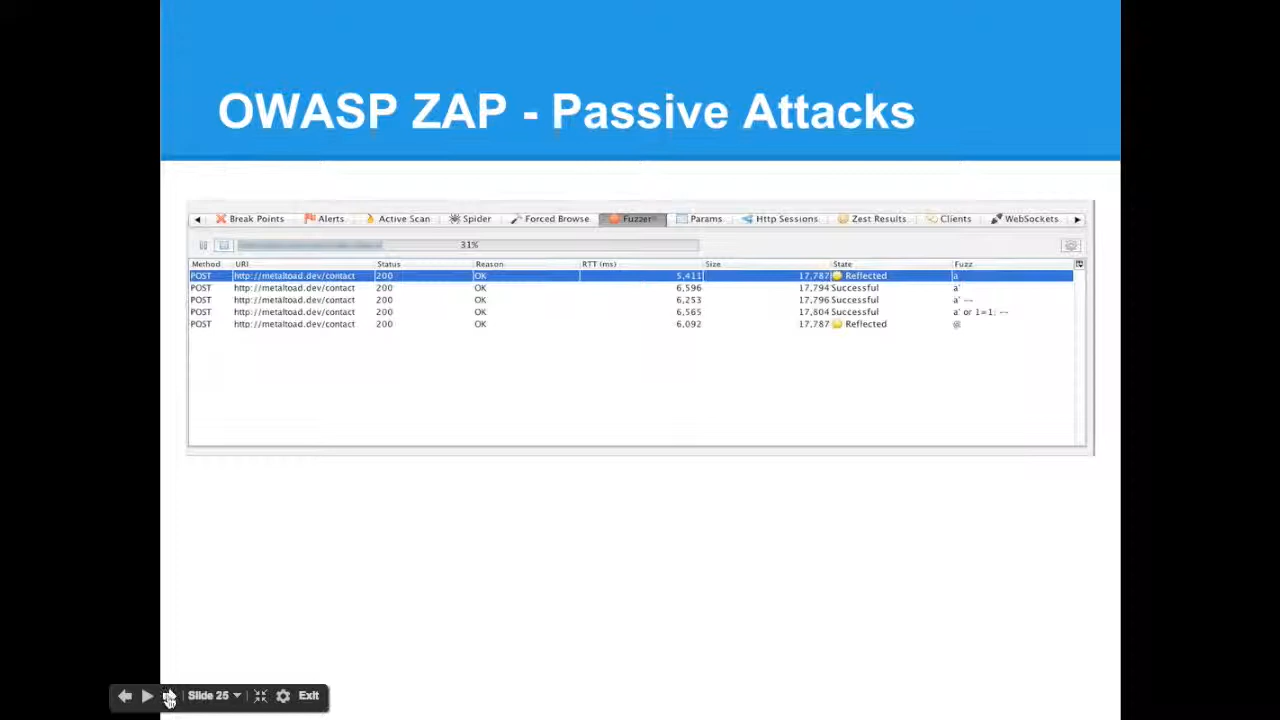 OWASP ZAP - Passive Attacks
Break Points Alerts Active Scan Spider Forced Browse Fuzzer Params Http Sessions Zest Results Clients WebSockets
31%
Method URI Status Reason RTT (ms) Size State Fuzz
POST http://metaltoad.dev/contact 200 OK 5,411 17,787 Reflected a
POST http://metaltoad.dev/contact 200 OK 6,596 17,794 Successful a'
POST http://metaltoad.dev/contact 200 OK 6,253 17,796 Successful a' --
POST http://metaltoad.dev/contact 200 OK 6,565 17,804 Successful a' or 1=1; --
POST http://metaltoad.dev/contact 200 OK 6,092 17,787 Reflected @
Slide 25 Exit